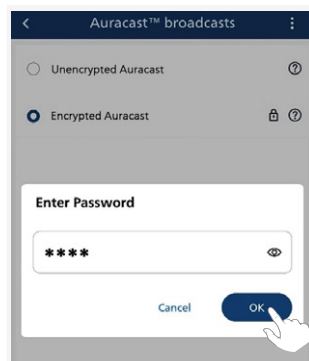 Auracast™ broadcasts
Unencrypted Auracast
Encrypted Auracast
Enter Password
****
Cancel OK